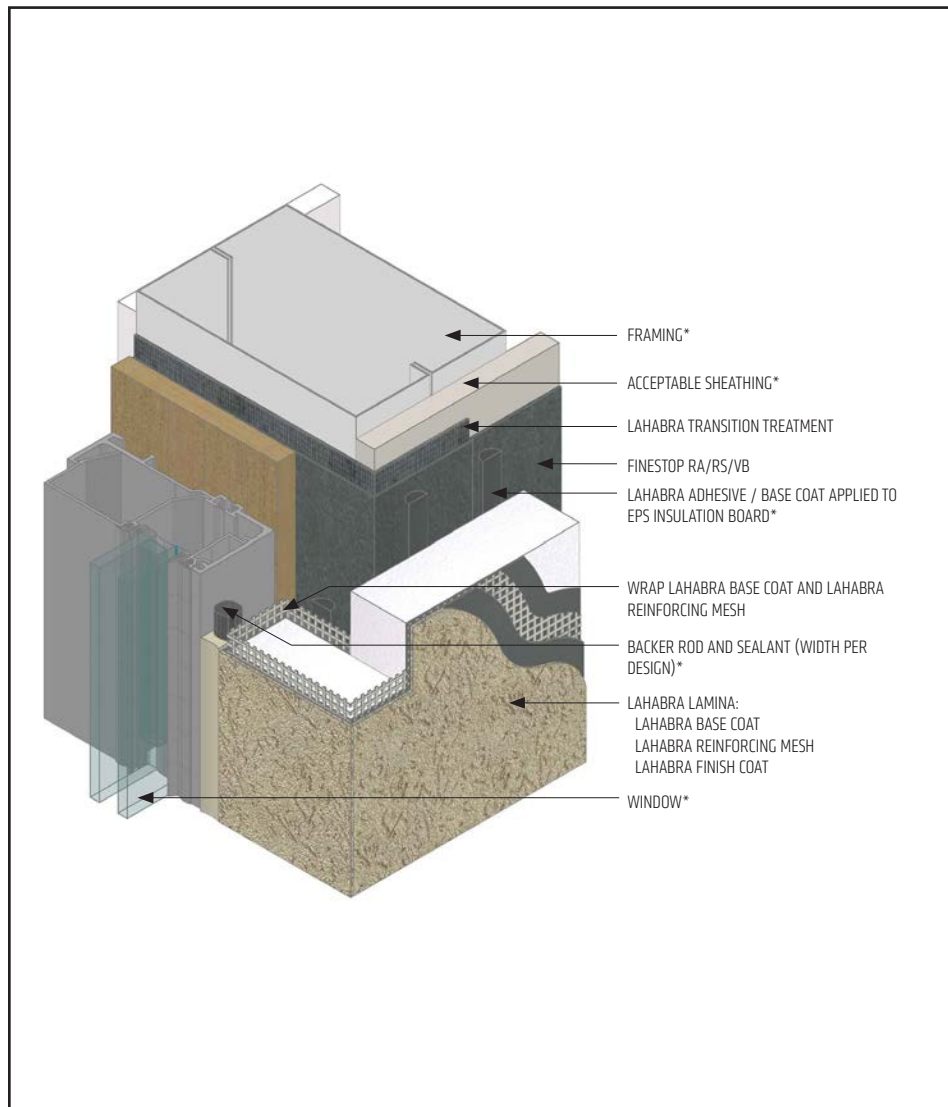 FRAMING*
ACCEPTABLE SHEATHING*
LAHABRA TRANSITION TREATMENT
FINESTOP RA/RS/VB
LAHABRA ADHESIVE / BASE COAT APPLIED TO
EPS INSULATION BOARD*
WRAP LAHABRA BASE COAT AND LAHABRA
REINFORCING MESH
BACKER ROD AND SEALANT (WIDTH PER
DESIGN)*
LAHABRA LAMINA:
LAHABRA BASE COAT
LAHABRA REINFORCING MESH
LAHABRA FINISH COAT
WINDOW*